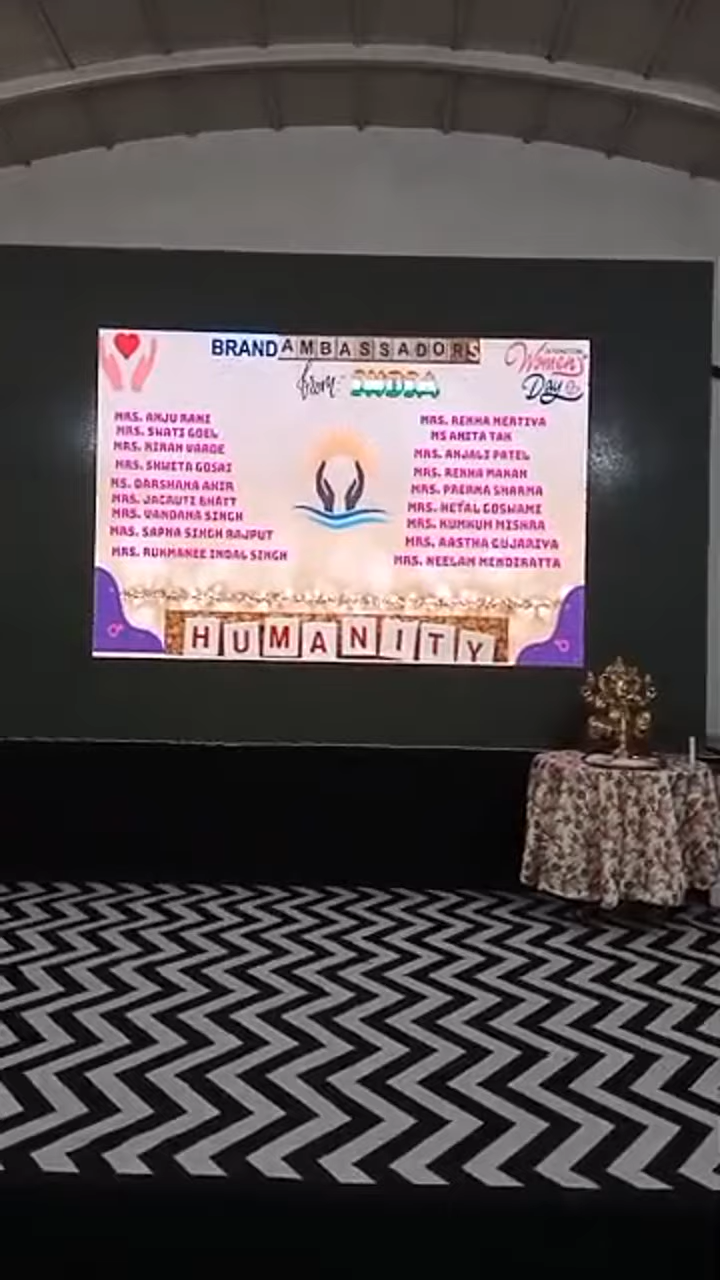 BRAND AMBASSADORS
from: INDIA
Women's
Day
MRS. ANJU RANI
MRS. SWATI GOEL
MRS. KIRAN VARDE
MRS. SHWETA GOSAI
MS. DARSHANA AHIR
MRS. JAGRUTI BHATT
MRS. VANDANA SINGH
MRS. SAPNA SINGH RAJPUT
MRS. RUKMANEE INDAL SINGH
MRS. REKHA MERTIYA
MS ANITA TAK
MRS. ANJALI PATEL
MRS. REKHA MAKAN
MRS. PRERNA SHARMA
MRS. HETAL GOSWAMI
MRS. KUMKUM MISHRA
MRS. AASTHA GUJARIYA
MRS. NEELAM MENDIRATTA
HUMANITY